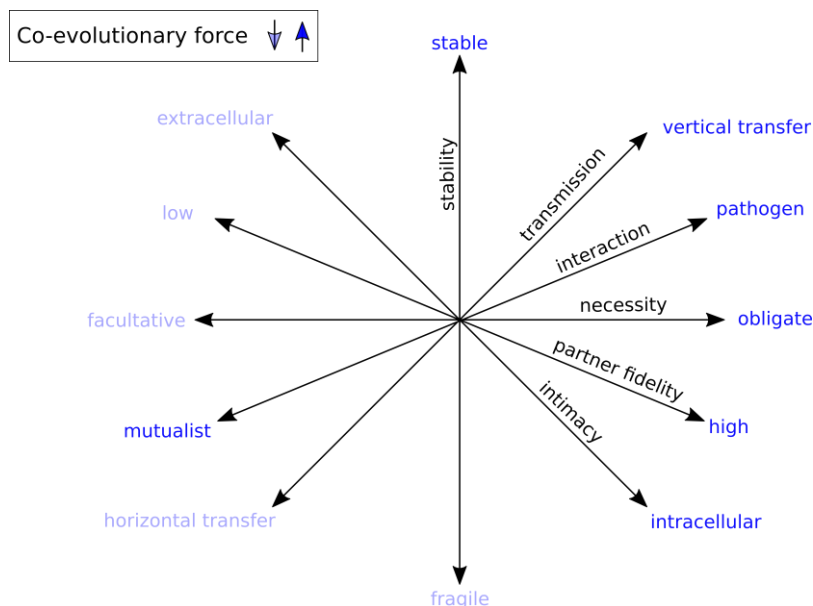 Co-evolutionary force
stable
extracellular
vertical transfer
stability
transmission
low
pathogen
interaction
facultative
necessity
obligate
partner fidelity
mutualist
intimacy
high
horizontal transfer
intracellular
fragile